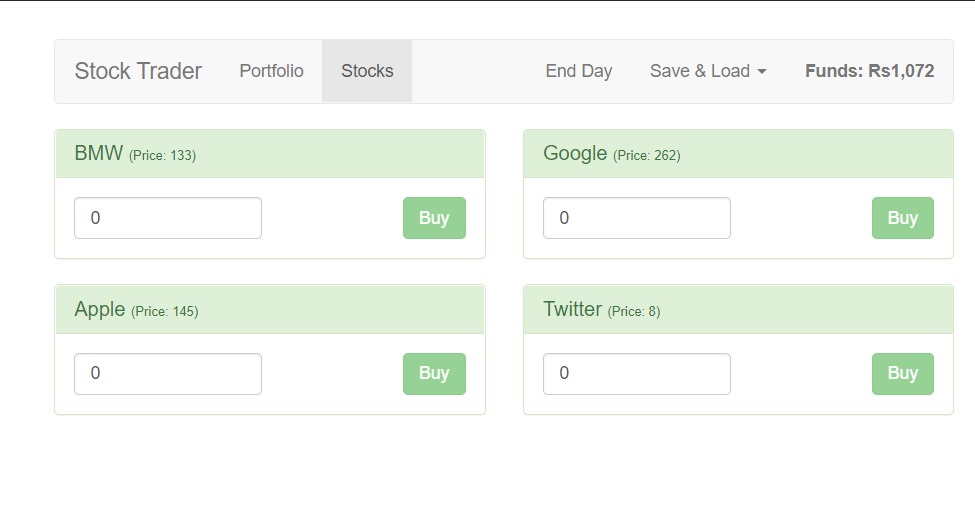 Stock Trader Portfolio Stocks End Day Save & Load Funds: Rs1,072
BMW (Price: 133)
0 Buy
Google (Price: 262)
0 Buy
Apple (Price: 145)
0 Buy
Twitter (Price: 8)
0 Buy